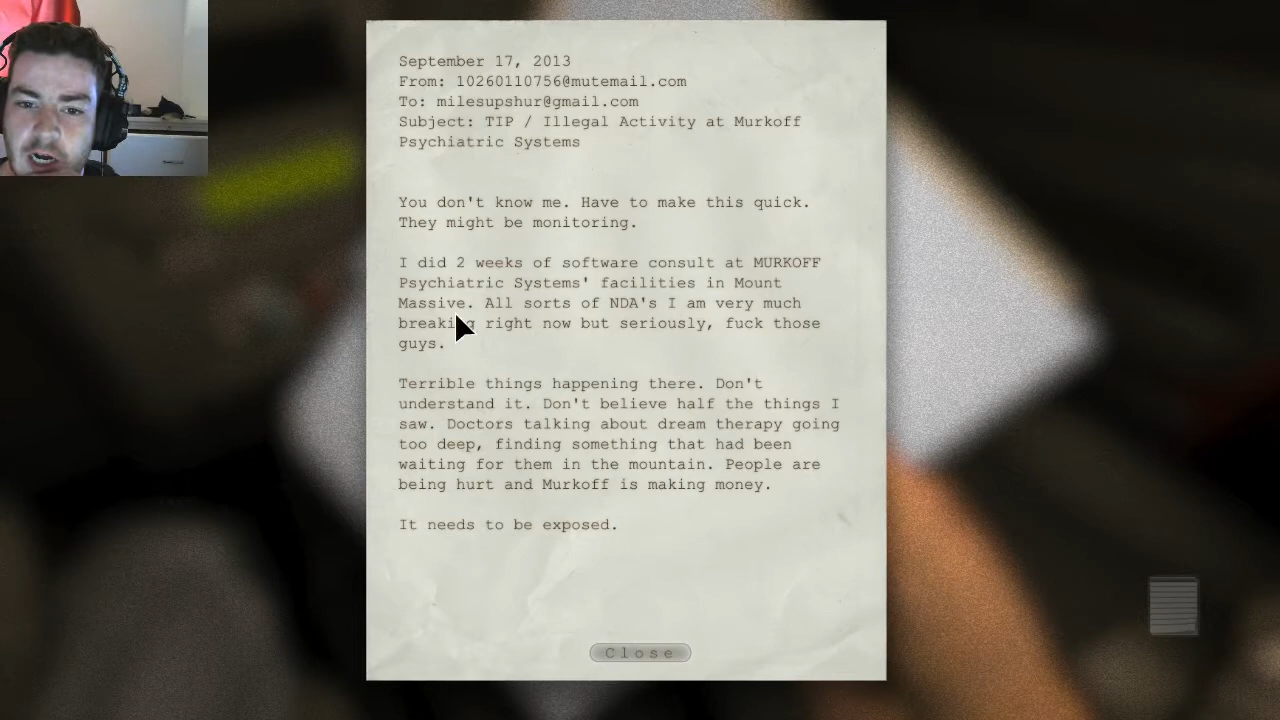 September 17, 2013
From: 10260110756@mutemail.com
To: milesupshur@gmail.com
Subject: TIP / Illegal Activity at Murkoff
Psychiatric Systems
You don't know me. Have to make this quick.
They might be monitoring.
I did 2 weeks of software consult at MURKOFF
Psychiatric Systems' facilities in Mount
Massive. All sorts of NDA's I am very much
breaking right now but seriously, fuck those
guys.
Terrible things happening there. Don't
understand it. Don't believe half the things I
saw. Doctors talking about dream therapy going
too deep, finding something that had been
waiting for them in the mountain. People are
being hurt and Murkoff is making money.
It needs to be exposed.
Close